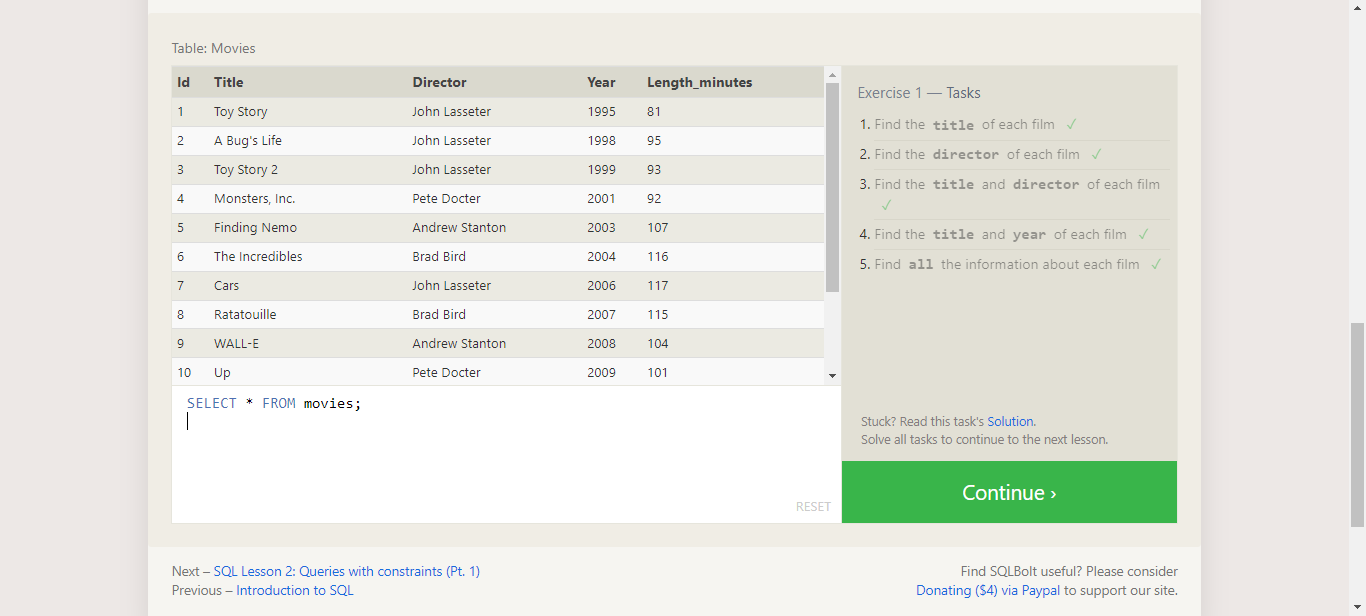 Table: Movies
Id Title Director Year Length_minutes
1 Toy Story John Lasseter 1995 81
2 A Bug's Life John Lasseter 1998 95
3 Toy Story 2 John Lasseter 1999 93
4 Monsters, Inc. Pete Docter 2001 92
5 Finding Nemo Andrew Stanton 2003 107
6 The Incredibles Brad Bird 2004 116
7 Cars John Lasseter 2006 117
8 Ratatouille Brad Bird 2007 115
9 WALL-E Andrew Stanton 2008 104
10 Up Pete Docter 2009 101
SELECT * FROM movies;
RESET
Exercise 1 — Tasks
1. Find the title of each film ✓
2. Find the director of each film ✓
3. Find the title and director of each film
✓
4. Find the title and year of each film ✓
5. Find all the information about each film ✓
Stuck? Read this task's Solution.
Solve all tasks to continue to the next lesson.
Continue ›
Next – SQL Lesson 2: Queries with constraints (Pt. 1)
Previous – Introduction to SQL
Find SQLBolt useful? Please consider
Donating ($4) via Paypal to support our site.